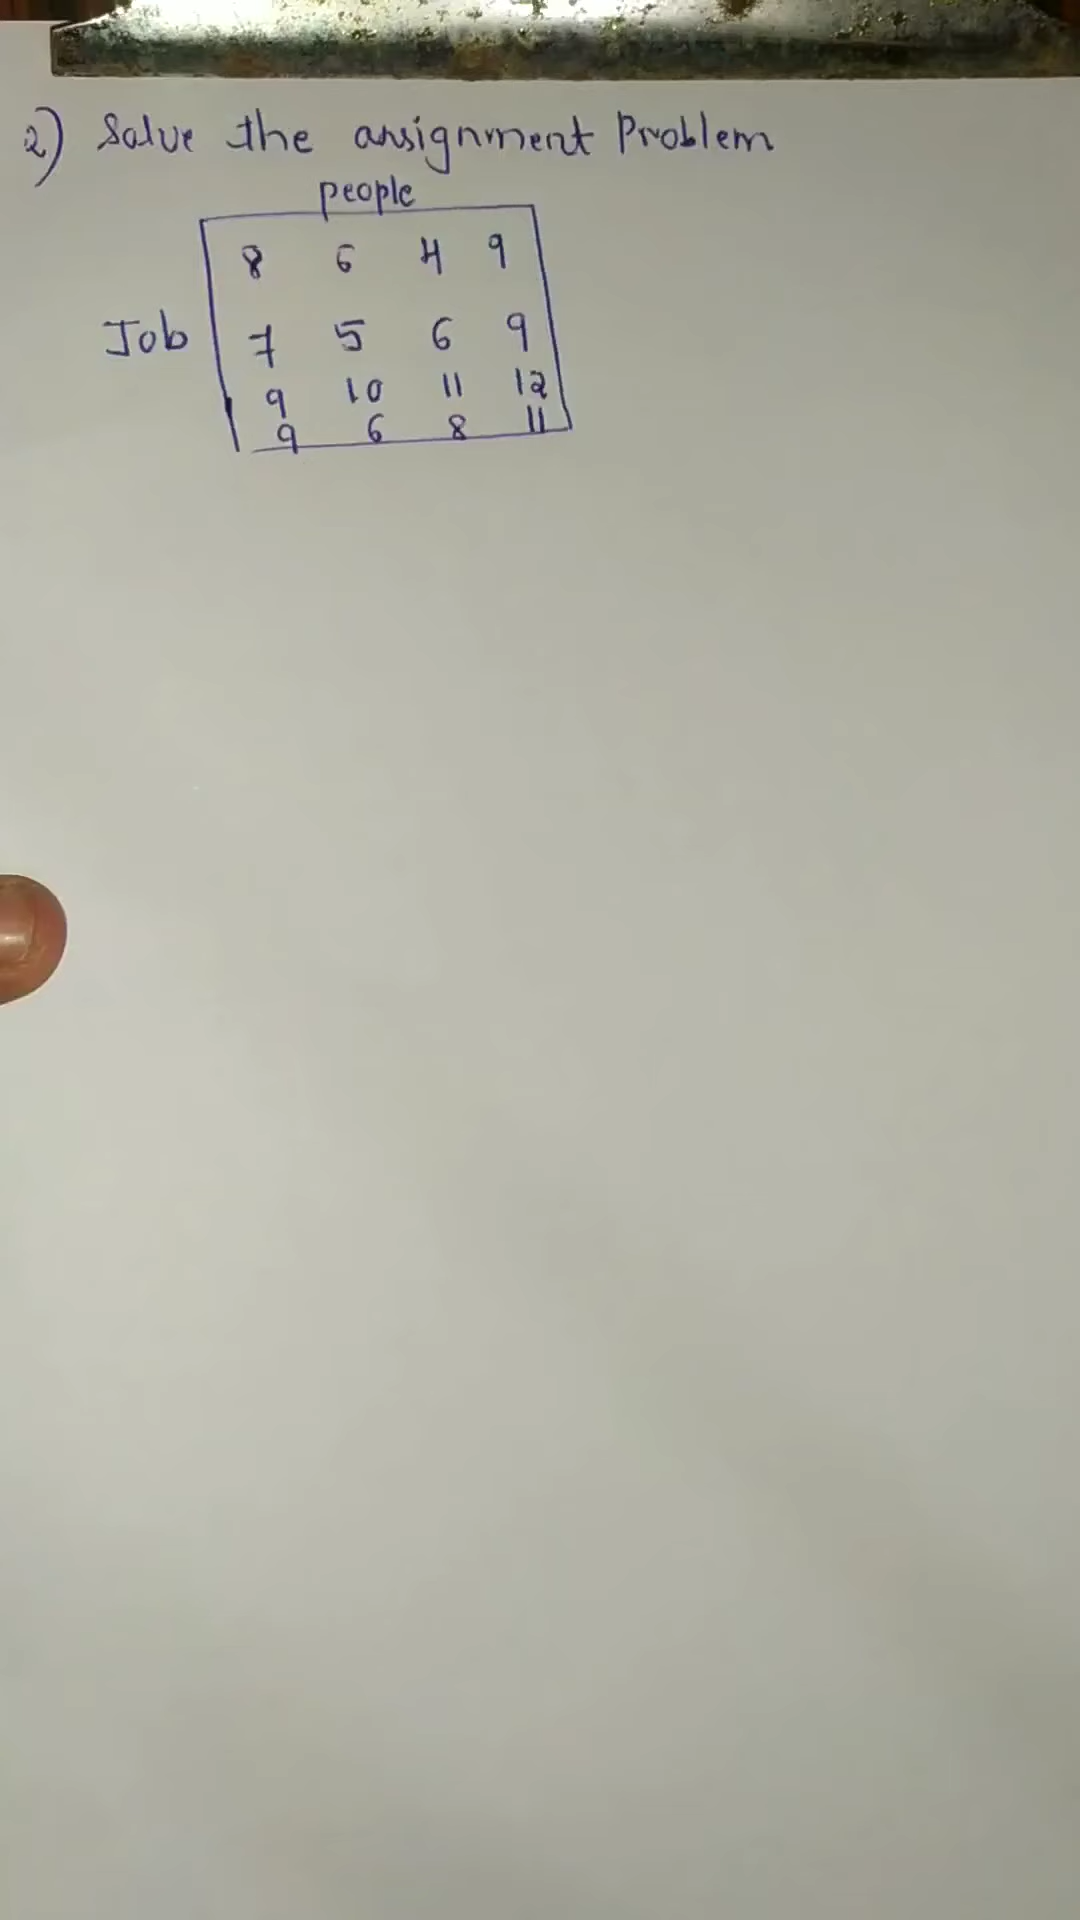 2) Solve the assignment Problem
people
8 6 4 9
Job 7 5 6 9
9 10 11 12
9 6 8 11